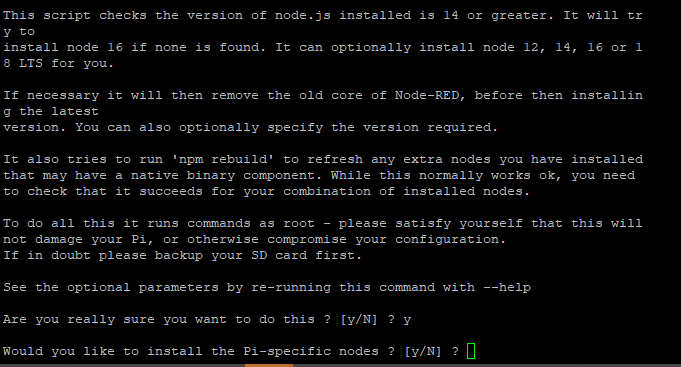 This script checks the version of node.js installed is 14 or greater. It will tr
y to
install node 16 if none is found. It can optionally install node 12, 14, 16 or 1
8 LTS for you.
If necessary it will then remove the old core of Node-RED, before then installin
g the latest
version. You can also optionally specify the version required.
It also tries to run 'npm rebuild' to refresh any extra nodes you have installed
that may have a native binary component. While this normally works ok, you need
to check that it succeeds for your combination of installed nodes.
To do all this it runs commands as root - please satisfy yourself that this will
not damage your Pi, or otherwise compromise your configuration.
If in doubt please backup your SD card first.
See the optional parameters by re-running this command with --help
Are you really sure you want to do this ? [y/N] ? y
Would you like to install the Pi-specific nodes ? [y/N] ?